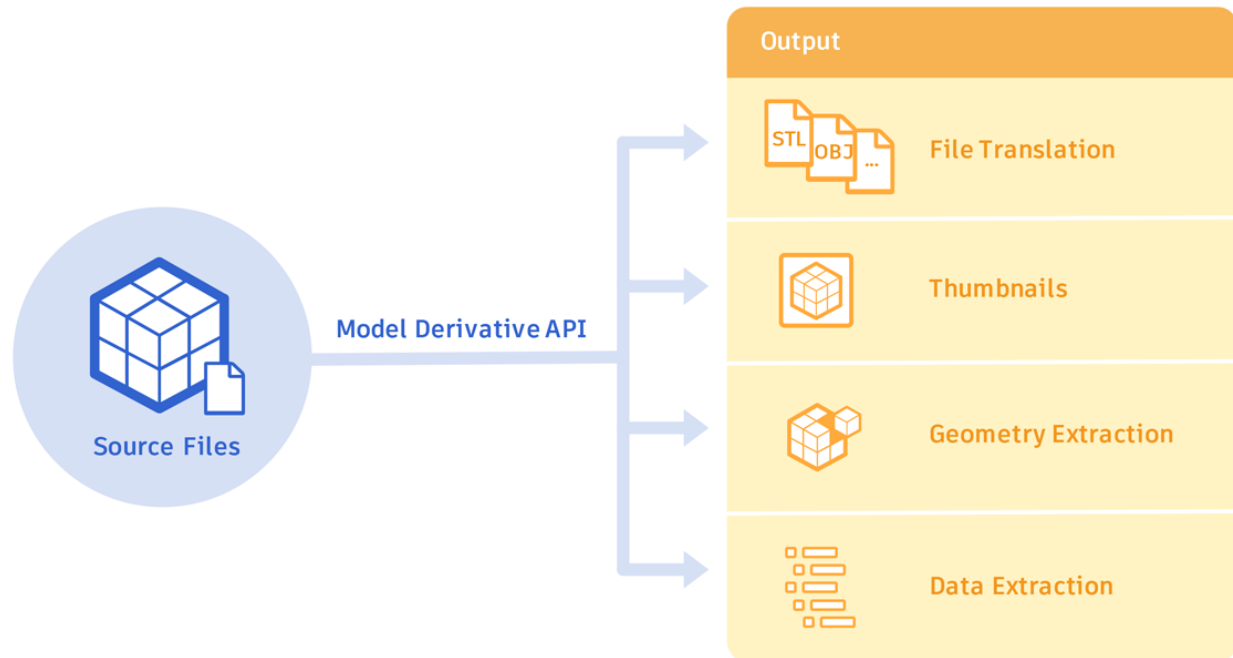 Output
STL
OBJ
...
File Translation
Thumbnails
Model Derivative API
Source Files
Geometry Extraction
Data Extraction